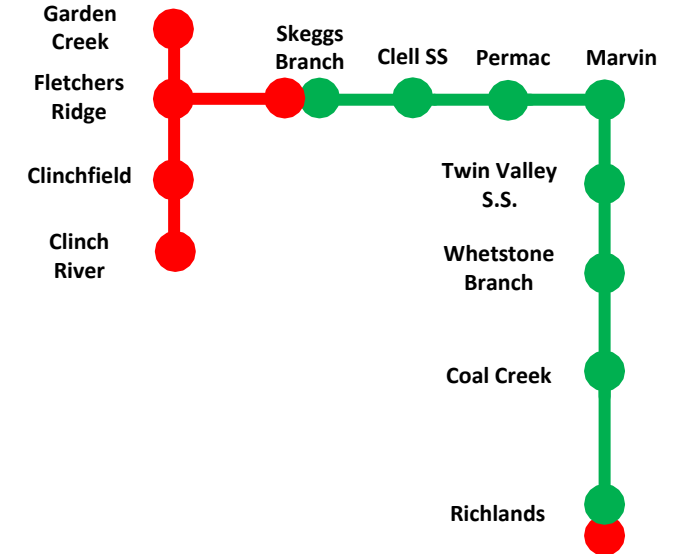 Garden
Creek
Skeggs
Branch
Clell SS
Permac
Marvin
Fletchers
Ridge
Clinchfield
Twin Valley
S.S.
Clinch
River
Whetstone
Branch
Coal Creek
Richlands